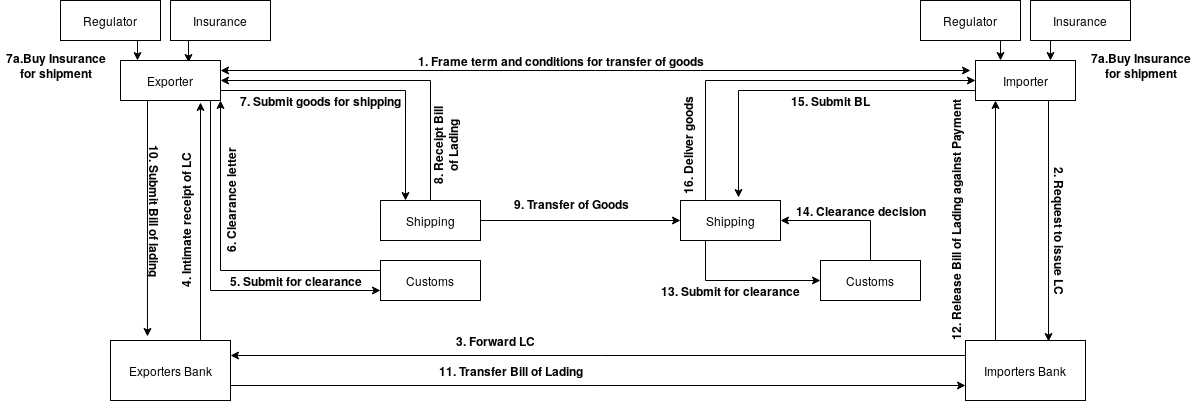 Regulator
Insurance
Regulator
Insurance
7a.Buy Insurance
for shipment
7a.Buy Insurance
for shipment
1. Frame term and conditions for transfer of goods
Exporter
Importer
7. Submit goods for shipping
15. Submit BL
8. Receipt Bill
of Lading
16. Deliver goods
10. Submit Bill of lading
4. Intimate receipt of LC
6. Clearance letter
12. Release Bill of Lading against Payment
2. Request to issue LC
9. Transfer of Goods
14. Clearance decision
Shipping
Shipping
5. Submit for clearance
Customs
13. Submit for clearance
Customs
3. Forward LC
Exporters Bank
11. Transfer Bill of Lading
Importers Bank